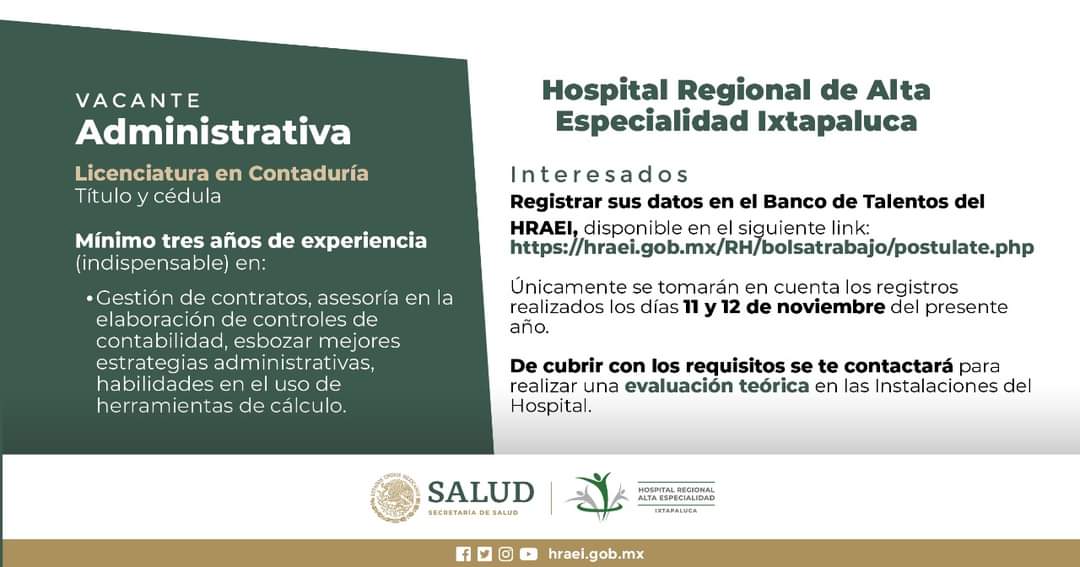 VACANTE
Administrativa
Licenciatura en Contaduría
Título y cédula
Mínimo tres años de experiencia
(indispensable) en:
•Gestión de contratos, asesoría en la
elaboración de controles de
contabilidad, esbozar mejores
estrategias administrativas,
habilidades en el uso de
herramientas de cálculo.
Hospital Regional de Alta
Especialidad Ixtapaluca
Interesados
Registrar sus datos en el Banco de Talentos del
HRAEI, disponible en el siguiente link:
https://hraei.gob.mx/RH/bolsatrabajo/postulate.php
Únicamente se tomarán en cuenta los registros
realizados los días 11 y 12 de noviembre del presente
año.
De cubrir con los requisitos se te contactará para
realizar una evaluación teórica en las Instalaciones del
Hospital.
SALUD
SECRETARÍA DE SALUD
HOSPITAL REGIONAL
ALTA ESPECIALIDAD
IXTAPALUCA
hraei.gob.mx